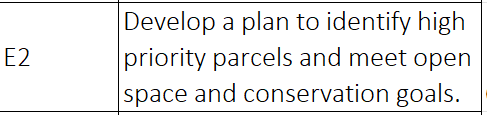 E2
Develop a plan to identify high
priority parcels and meet open
space and conservation goals.